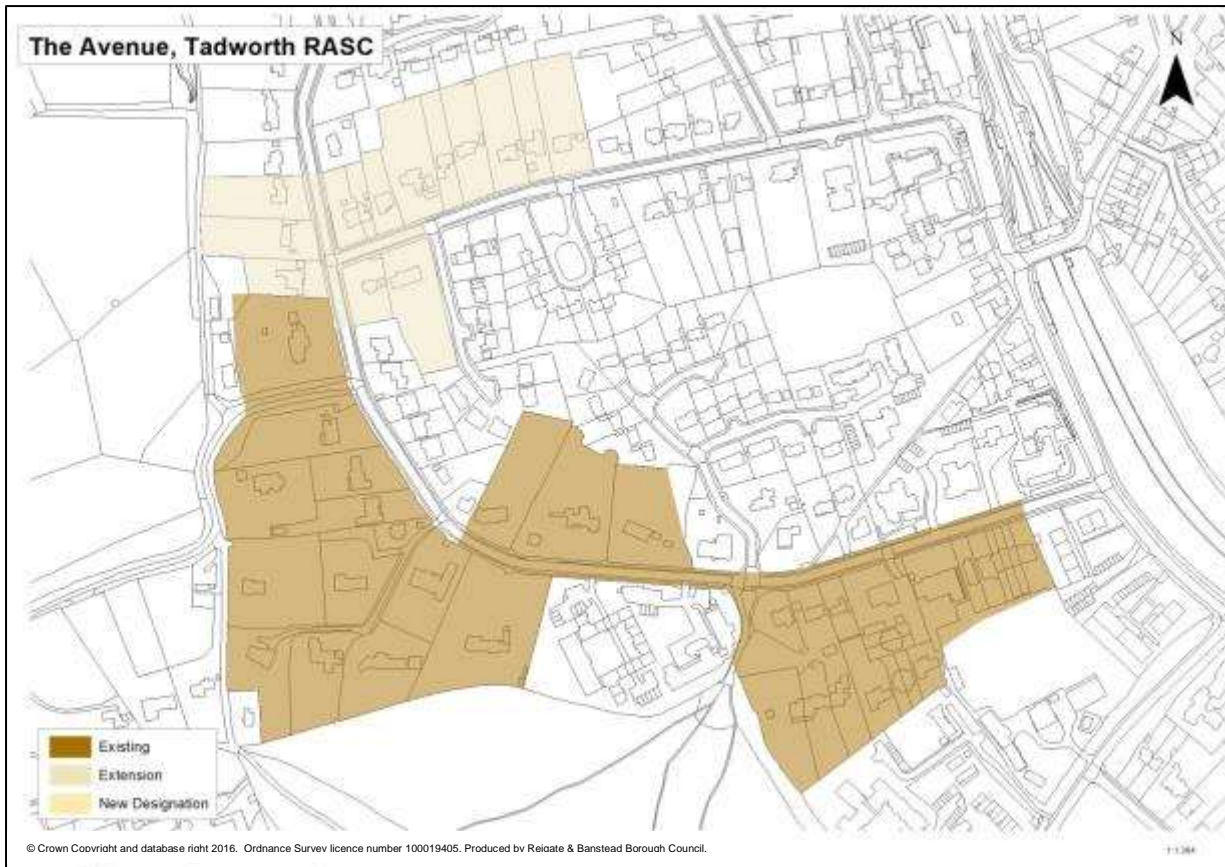 The Avenue, Tadworth RASC
N
Existing
Extension
New Designation
© Crown Copyright and database right 2016. Ordnance Survey licence number 100019405. Produced by Reigate & Banstead Borough Council.